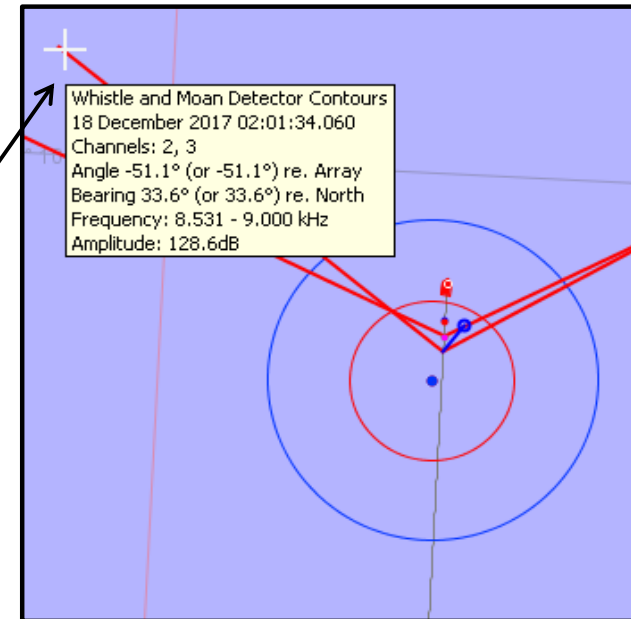 Whistle and Moan Detector Contours
18 December 2017 02:01:34.060
Channels: 2, 3
Angle -51.1° (or -51.1°) re. Array
Bearing 33.6° (or 33.6°) re. North
Frequency: 8.531 - 9.000 kHz
Amplitude: 128.6dB